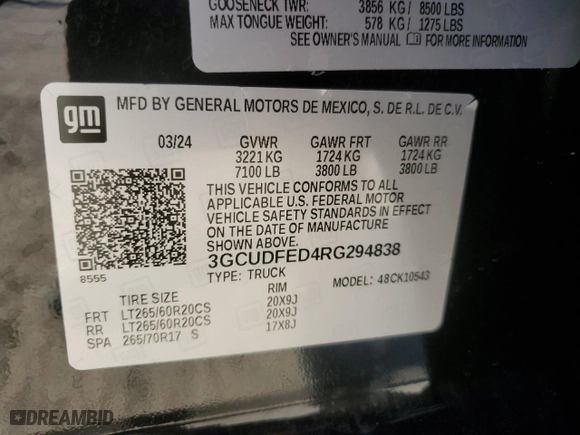 GOOSENECK TWR: 3856 KG / 8500 LBS
MAX TONGUE WEIGHT: 578 KG / 1275 LBS
SEE OWNER'S MANUAL FOR MORE INFORMATION
gm
MFD BY GENERAL MOTORS DE MEXICO, S. DE R.L. DE C.V.
03/24 GVWR GAWR FRT GAWR RR
3221 KG 1724 KG 1724 KG
7100 LB 3800 LB 3800 LB
THIS VEHICLE CONFORMS TO ALL
APPLICABLE U.S. FEDERAL MOTOR
VEHICLE SAFETY STANDARDS IN EFFECT
ON THE DATE OF MANUFACTURE
SHOWN ABOVE.
3GCUDFED4RG294838
8555
TYPE: TRUCK MODEL: 48CK10543
TIRE SIZE RIM
FRT LT265/60R20CS 20X9J
RR LT265/60R20CS 20X9J
SPA 265/70R17 S 17X8J
DREAMBID